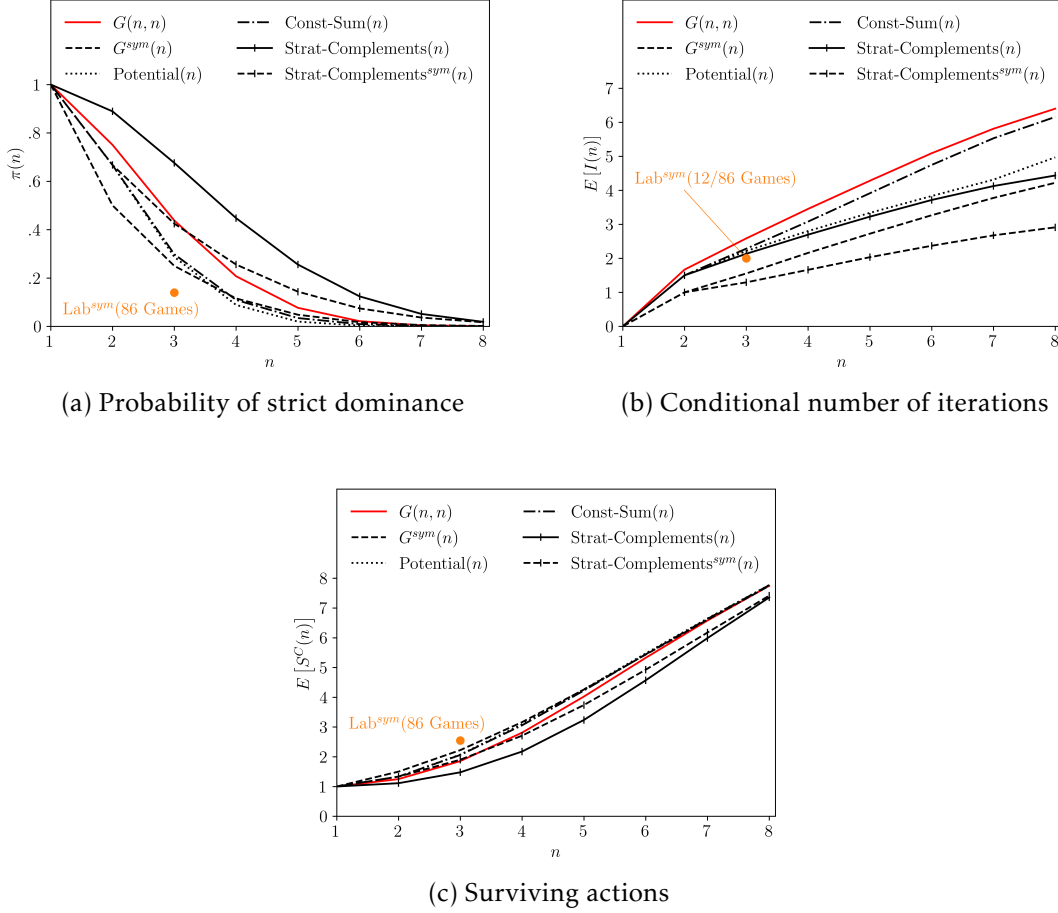 G(n, n)
G^{sym}(n)
Potential(n)
Const-Sum(n)
Strat-Complements(n)
Strat-Complements^{sym}(n)
1
.8
.6
.4
.2
0
π(n)
Lab^{sym}(86 Games)
1 2 3 4 5 6 7 8
n
(a) Probability of strict dominance
G(n, n)
G^{sym}(n)
Potential(n)
Const-Sum(n)
Strat-Complements(n)
Strat-Complements^{sym}(n)
7
6
5
4
3
2
1
0
E [I(n)]
Lab^{sym}(12/86 Games)
1 2 3 4 5 6 7 8
n
(b) Conditional number of iterations
G(n, n)
G^{sym}(n)
Potential(n)
Const-Sum(n)
Strat-Complements(n)
Strat-Complements^{sym}(n)
8
7
6
5
4
3
2
1
0
E [S^C(n)]
Lab^{sym}(86 Games)
1 2 3 4 5 6 7 8
n
(c) Surviving actions